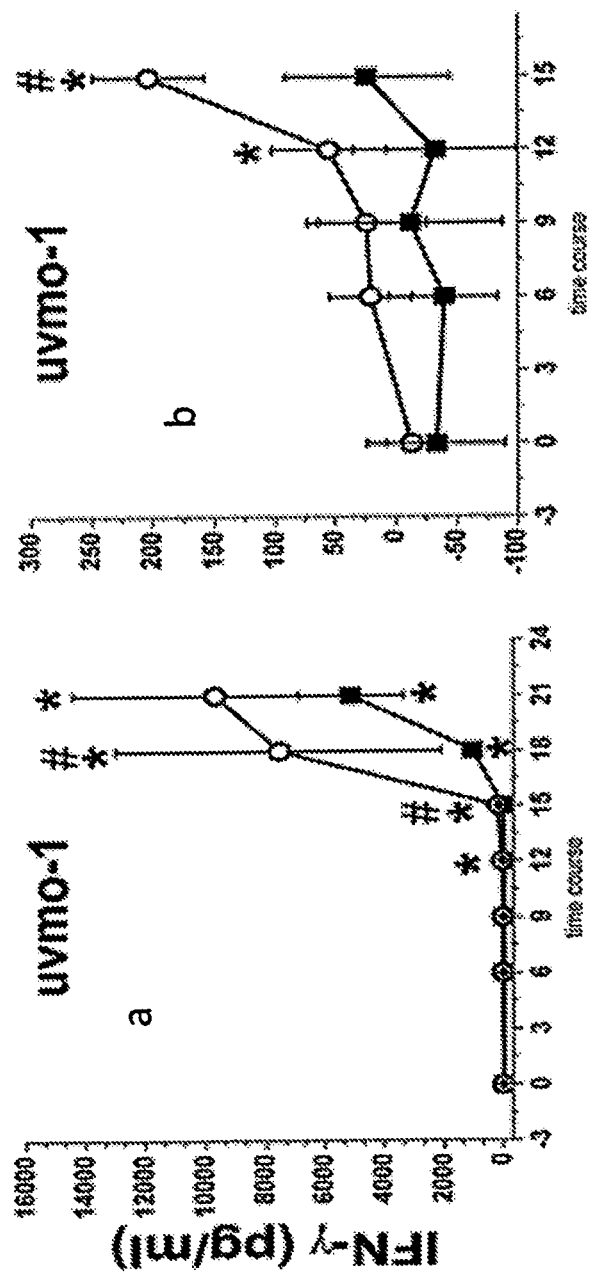 uvmo-1
a
IFN-γ (pg/ml)
16000
14000
12000
10000
8000
6000
4000
2000
0
# *
*
# *
*
*
*
-3 0 3 6 9 12 15 18 21 24
time course
uvmo-1
b
300
250
200
150
100
50
0
-50
-100
# *
*
-3 0 3 6 9 12 15
time course